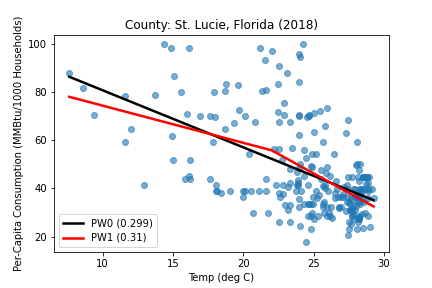 County: St. Lucie, Florida (2018)
Per-Capita Consumption (MMBtu/1000 Households)
100
80
60
40
20
PW0 (0.299)
PW1 (0.31)
10
15
20
25
30
Temp (deg C)